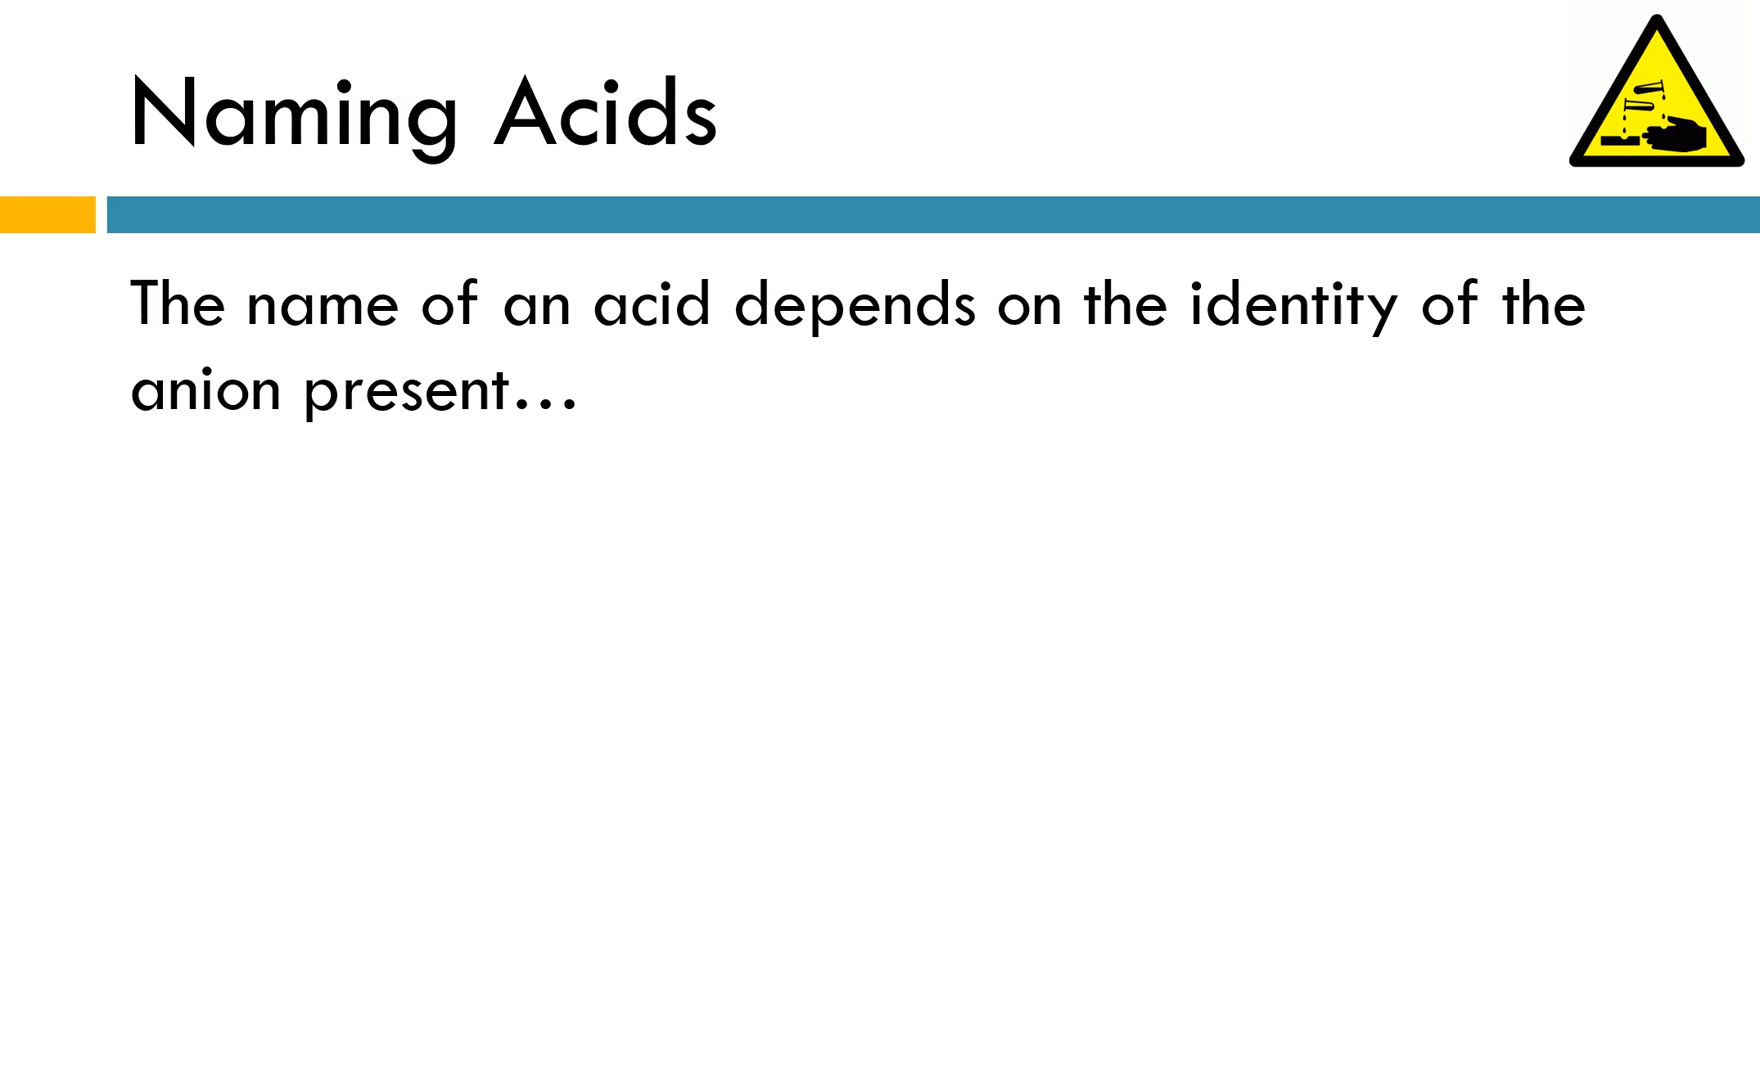 Naming Acids
The name of an acid depends on the identity of the
anion present…